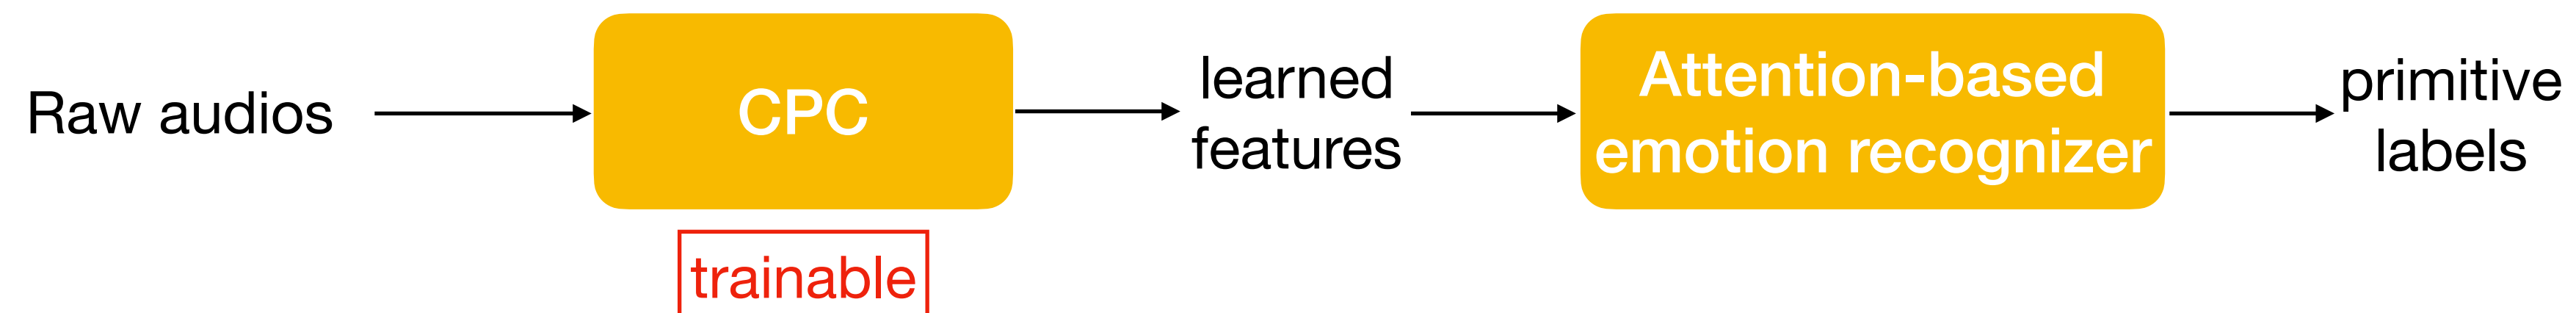 Raw audios
CPC
trainable
learned
features
Attention-based
emotion recognizer
primitive
labels